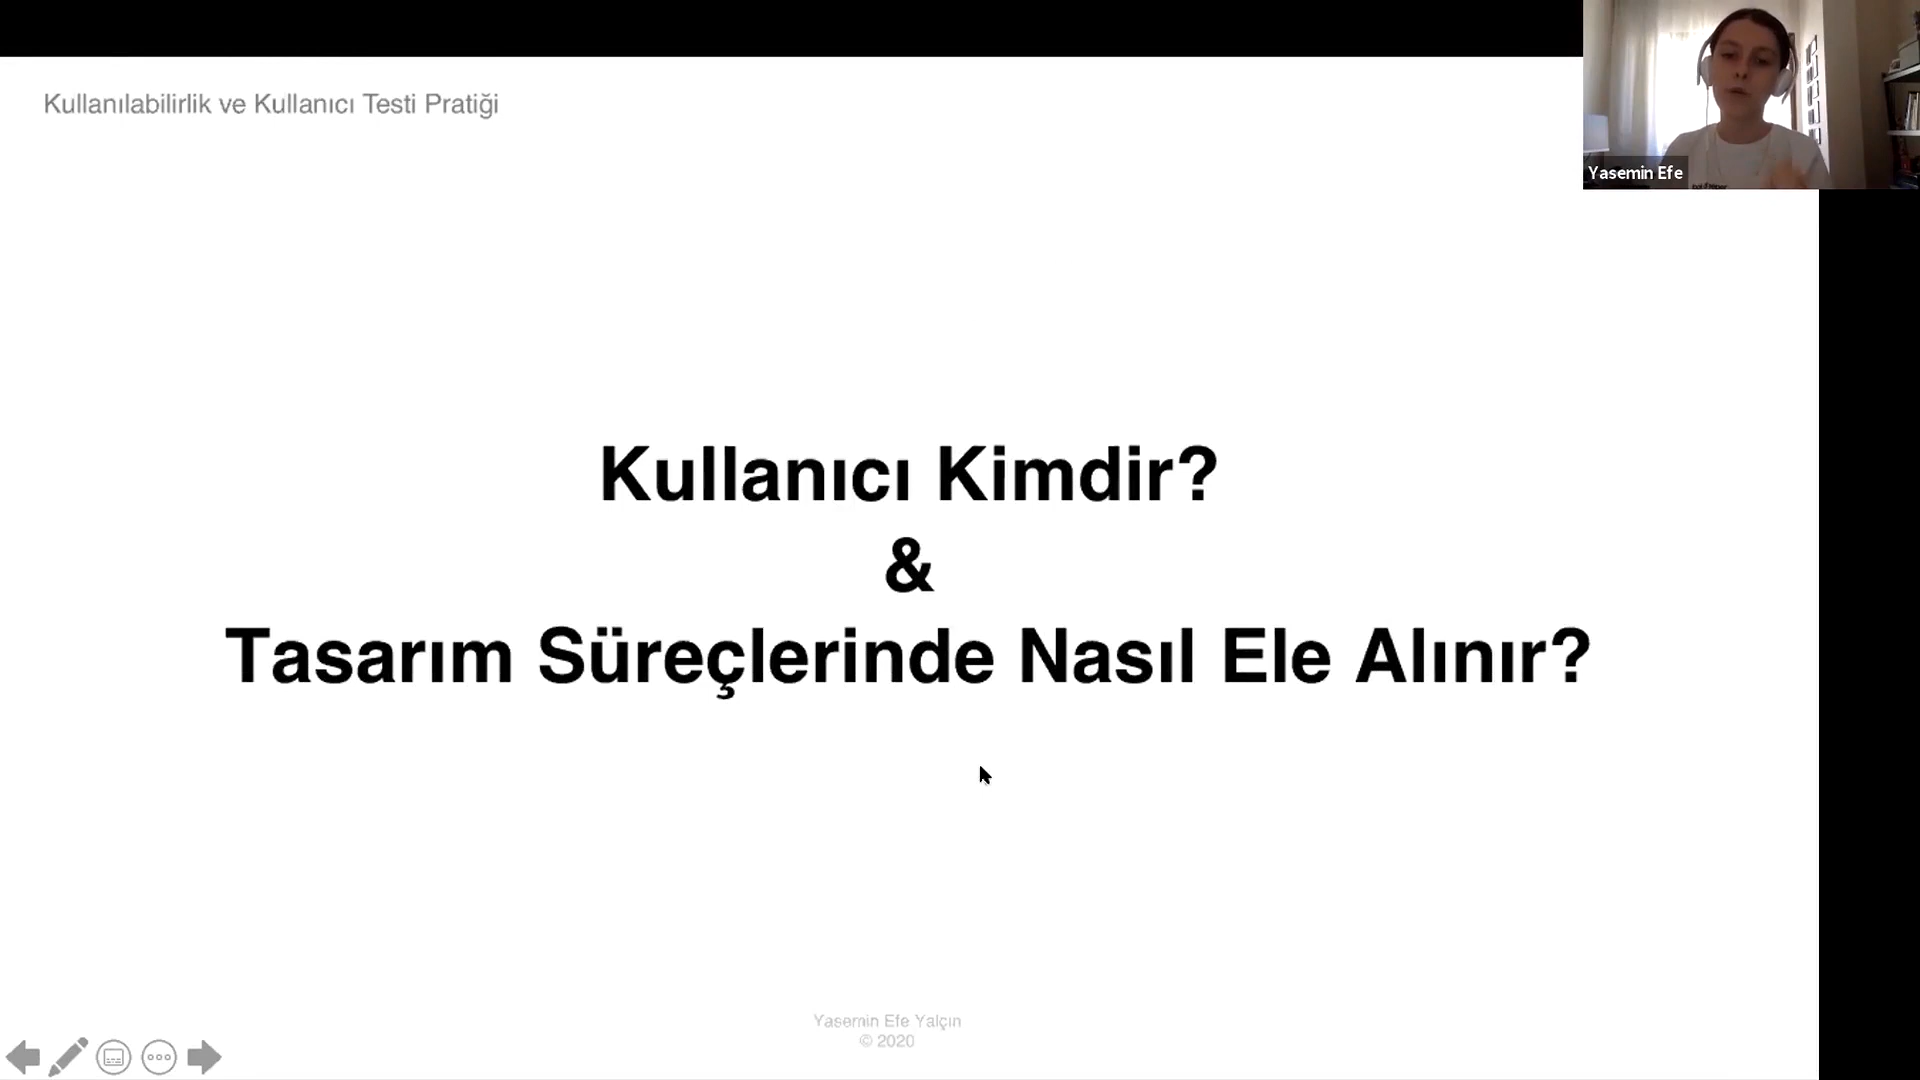 Kullanılabilirlik ve Kullanıcı Testi Pratiği
Yasemin Efe
Kullanıcı Kimdir?
&
Tasarım Süreçlerinde Nasıl Ele Alınır?
Yasemin Efe Yalçın
© 2020